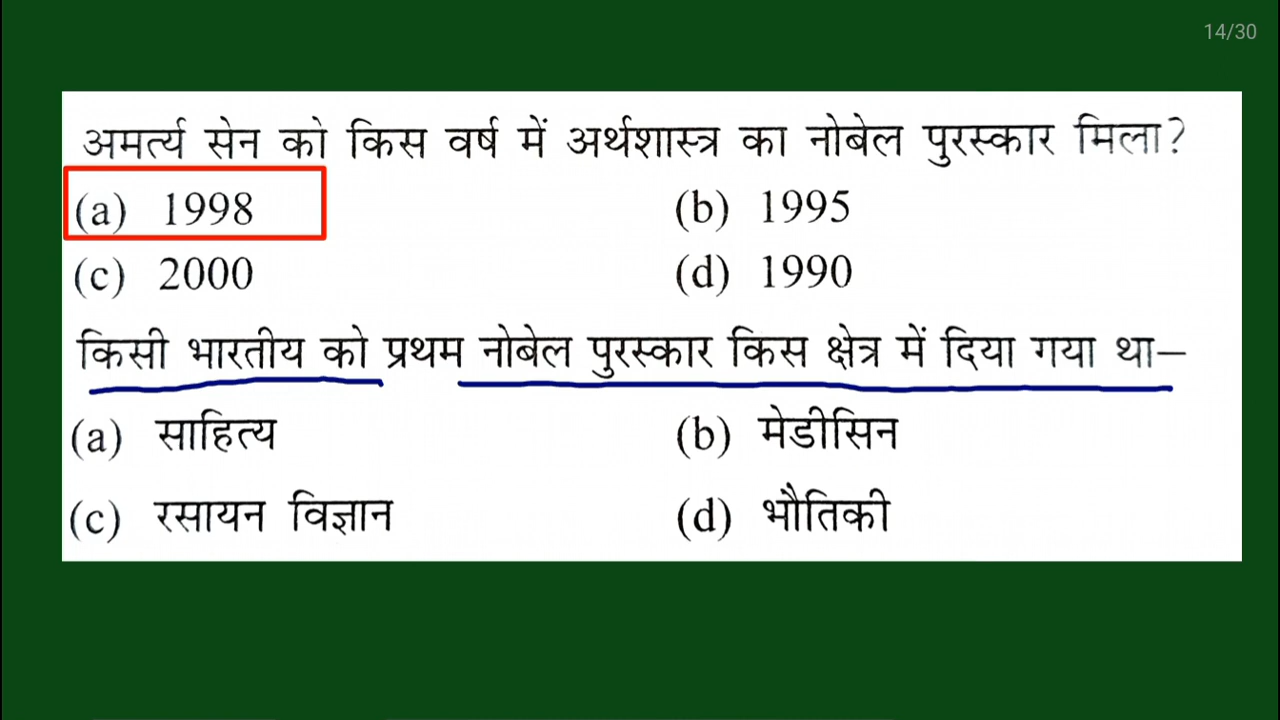 14/30
अमर्त्य सेन को किस वर्ष में अर्थशास्त्र का नोबेल पुरस्कार मिला?
(a) 1998 (b) 1995
(c) 2000 (d) 1990
किसी भारतीय को प्रथम नोबेल पुरस्कार किस क्षेत्र में दिया गया था–
(a) साहित्य (b) मेडीसिन
(c) रसायन विज्ञान (d) भौतिकी